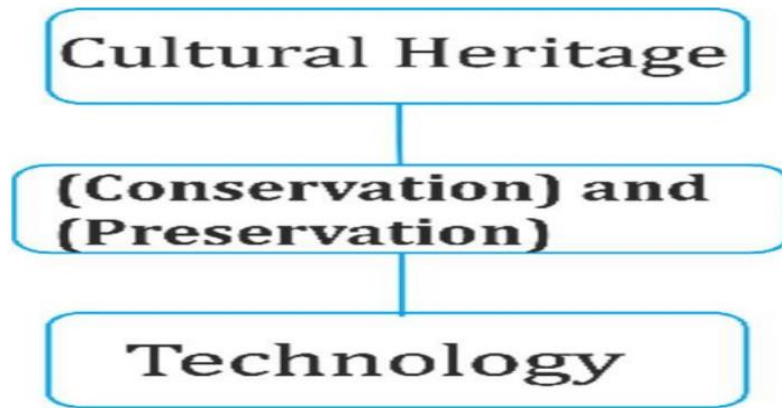 Cultural Heritage
(Conservation) and
(Preservation)
Technology